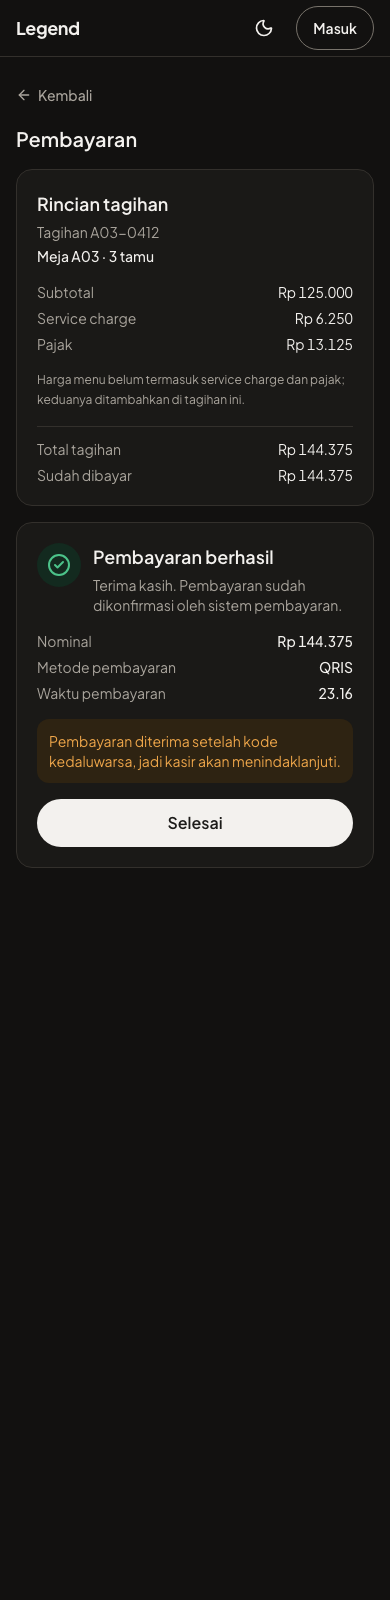 Legend
Masuk
Kembali
Pembayaran
Rincian tagihan
Tagihan A03-0412
Meja A03 · 3 tamu
Subtotal Rp 125.000
Service charge Rp 6.250
Pajak Rp 13.125
Harga menu belum termasuk service charge dan pajak;
keduanya ditambahkan di tagihan ini.
Total tagihan Rp 144.375
Sudah dibayar Rp 144.375
Pembayaran berhasil
Terima kasih. Pembayaran sudah
dikonfirmasi oleh sistem pembayaran.
Nominal Rp 144.375
Metode pembayaran QRIS
Waktu pembayaran 23.16
Pembayaran diterima setelah kode
kedaluwarsa, jadi kasir akan menindaklanjuti.
Selesai